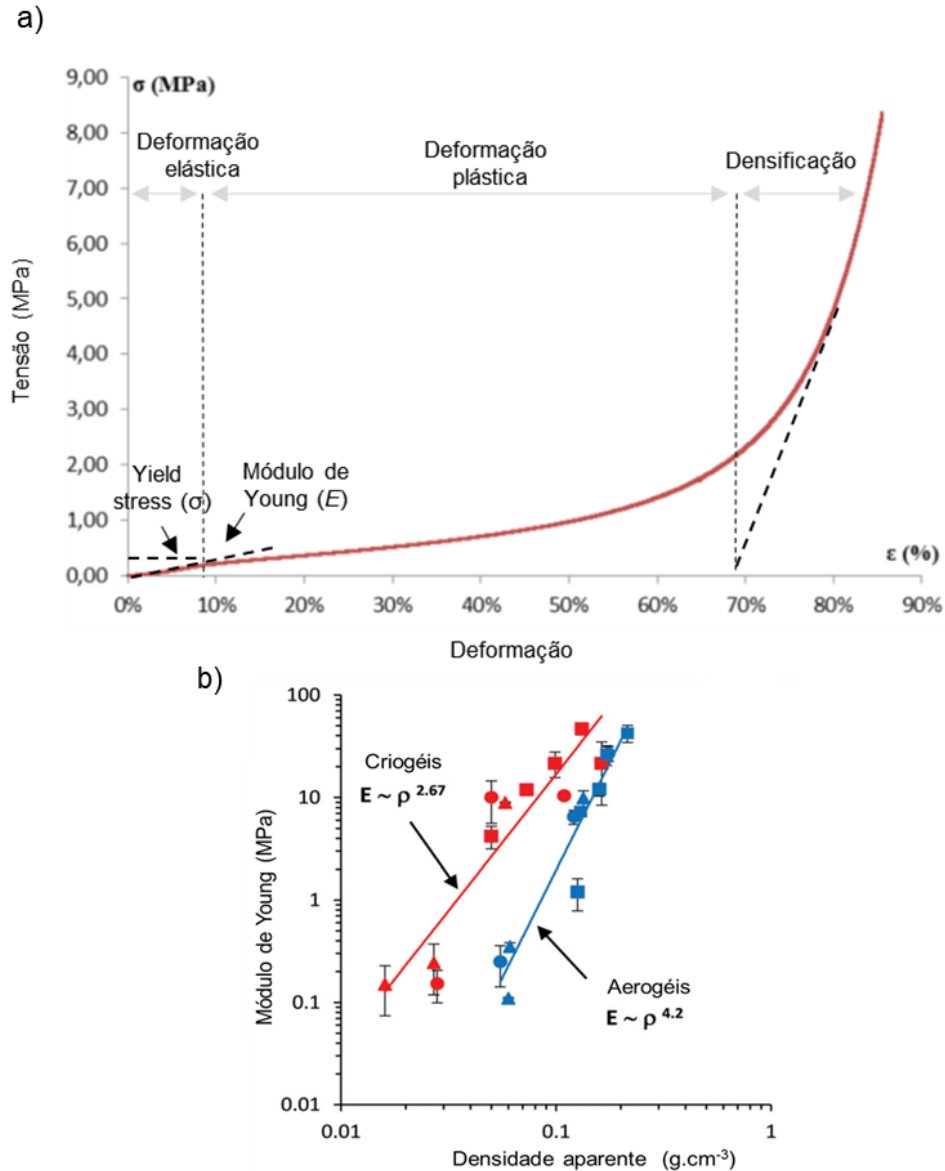 a)
σ (MPa)
9,00
8,00
7,00
6,00
5,00
4,00
3,00
2,00
1,00
0,00
Tensão (MPa)
Deformação
elástica
Deformação
plástica
Densificação
Yield
stress (σ)
Módulo de
Young (E)
ε (%)
0% 10% 20% 30% 40% 50% 60% 70% 80% 90%
Deformação
b)
100
10
1
0.1
0.01
Módulo de Young (MPa)
Criogéis
E ~ ρ 2.67
Aerogéis
E ~ ρ 4.2
0.01 0.1 1
Densidade aparente (g.cm-3)